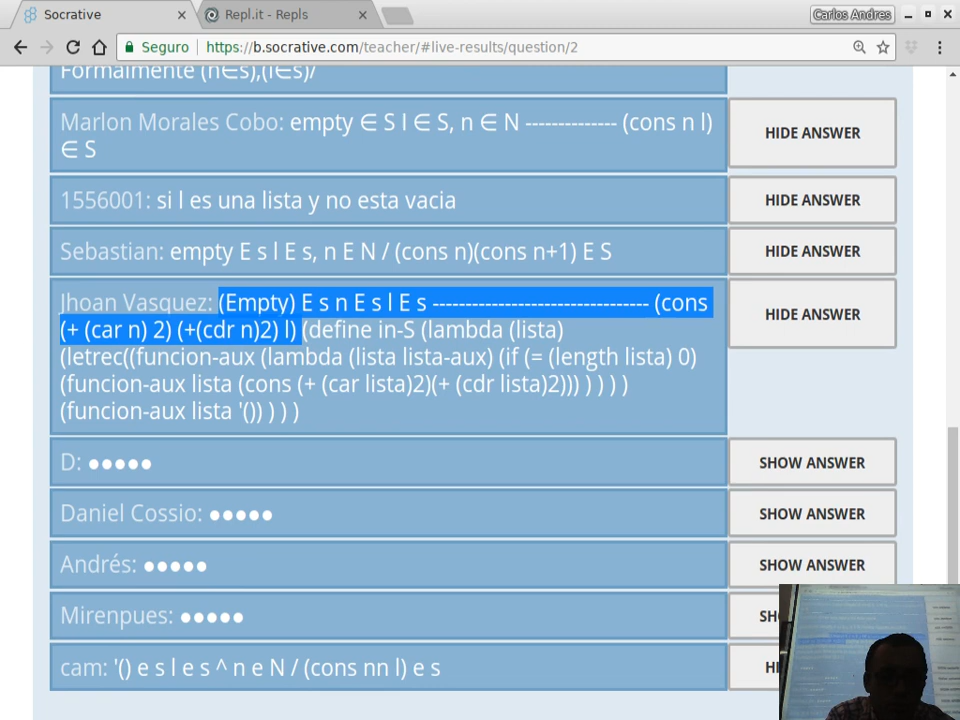 Socrative
Repl.it - Repls
Carlos Andres
Seguro
https://b.socrative.com/teacher/#live-results/question/2
Formalmente (n∈s),(l∈s)/
Marlon Morales Cobo: empty ∈ S l ∈ S, n ∈ N -------------- (cons n l)
∈ S
HIDE ANSWER
1556001: si l es una lista y no esta vacia
HIDE ANSWER
Sebastian: empty E s l E s, n E N / (cons n)(cons n+1) E S
HIDE ANSWER
Jhoan Vasquez: (Empty) E s n E s l E s --------------------------------- (cons
(+ (car n) 2) (+(cdr n)2) l) (define in-S (lambda (lista)
(letrec((funcion-aux (lambda (lista lista-aux) (if (= (length lista) 0)
(funcion-aux lista (cons (+ (car lista)2)(+ (cdr lista)2))) ) ) ) )
(funcion-aux lista '()) ) ) )
HIDE ANSWER
D: ●●●●●
SHOW ANSWER
Daniel Cossio: ●●●●●
SHOW ANSWER
Andrés: ●●●●●
SHOW ANSWER
Mirenpues: ●●●●●
cam: '() e s l e s ^ n e N / (cons nn l) e s